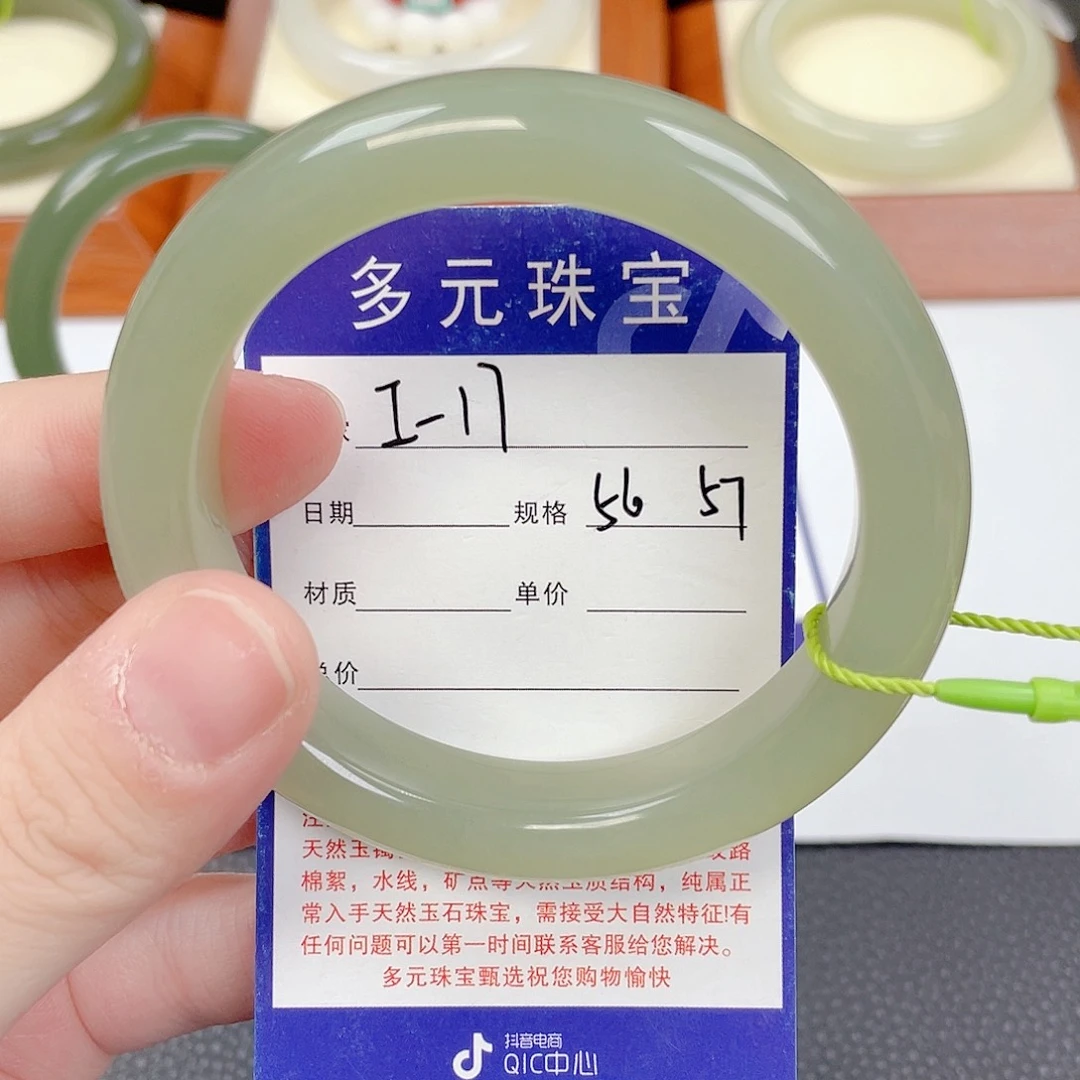 多元珠宝
I-17
日期 规格 56 57
材质 单价
总价
注
天然玉镯 纹路
棉絮，水线，矿点等天然玉质结构，纯属正
常入手天然玉石珠宝，需接受大自然特征!有
任何问题可以第一时间联系客服给您解决。
多元珠宝甄选祝您购物愉快
抖音电商
QIC中心